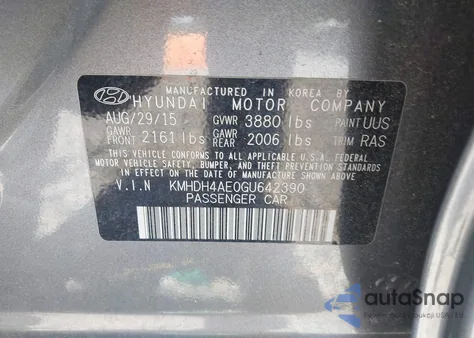 MANUFACTURED IN KOREA BY
HYUNDAI MOTOR COMPANY
AUG/29/15 GVWR 3880 lbs PAINT UUS
GAWR FRONT 2161 lbs GAWR REAR 2006 lbs TRIM RAS
THIS VEHICLE CONFORMS TO ALL APPLICABLE U.S.A. FEDERAL
MOTOR VEHICLE SAFETY, BUMPER, AND THEFT PREVENTION STANDARDS
IN EFFECT ON THE DATE OF MANUFACTURE SHOWN ABOVE.
V.I.N KMHDH4AE0GU642390
PASSENGER CAR
autoSnap